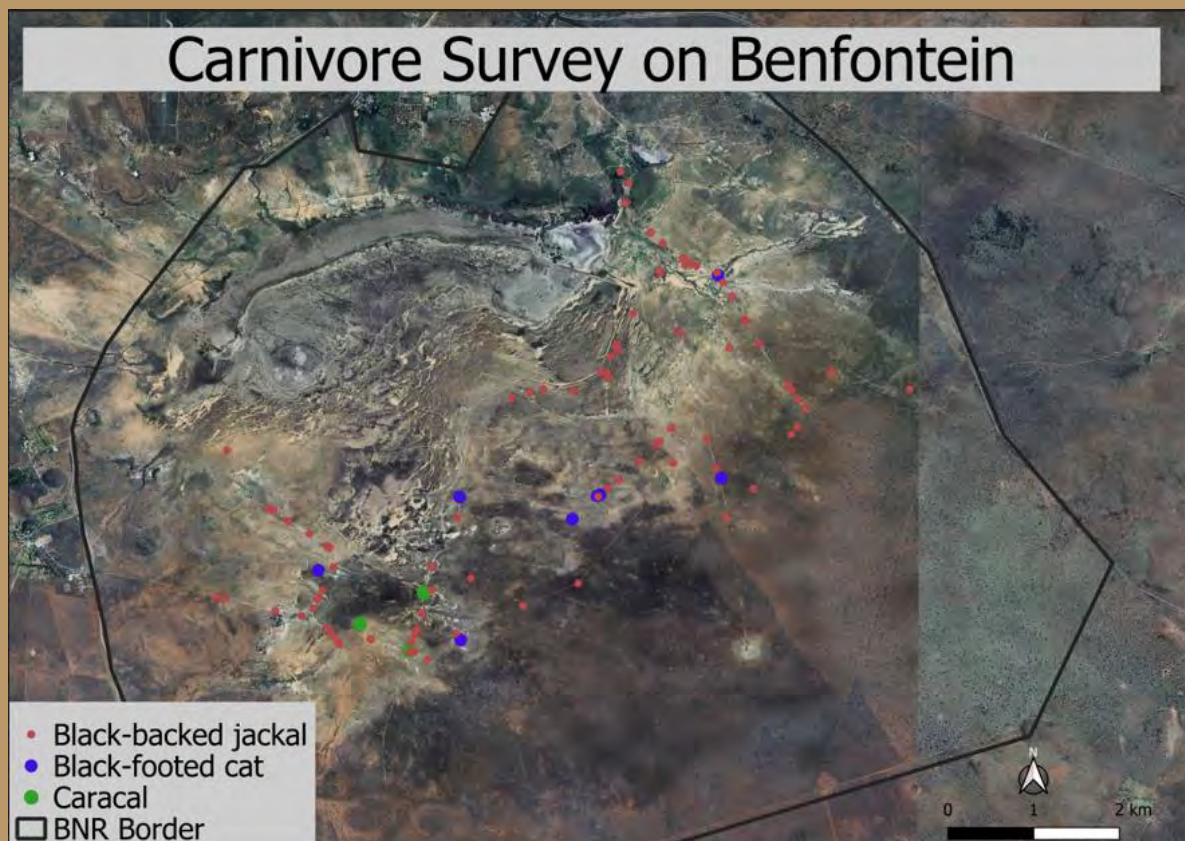 Carnivore Survey on Benfontein
Black-backed jackal
Black-footed cat
Caracal
BNR Border
N
0 1 2 km